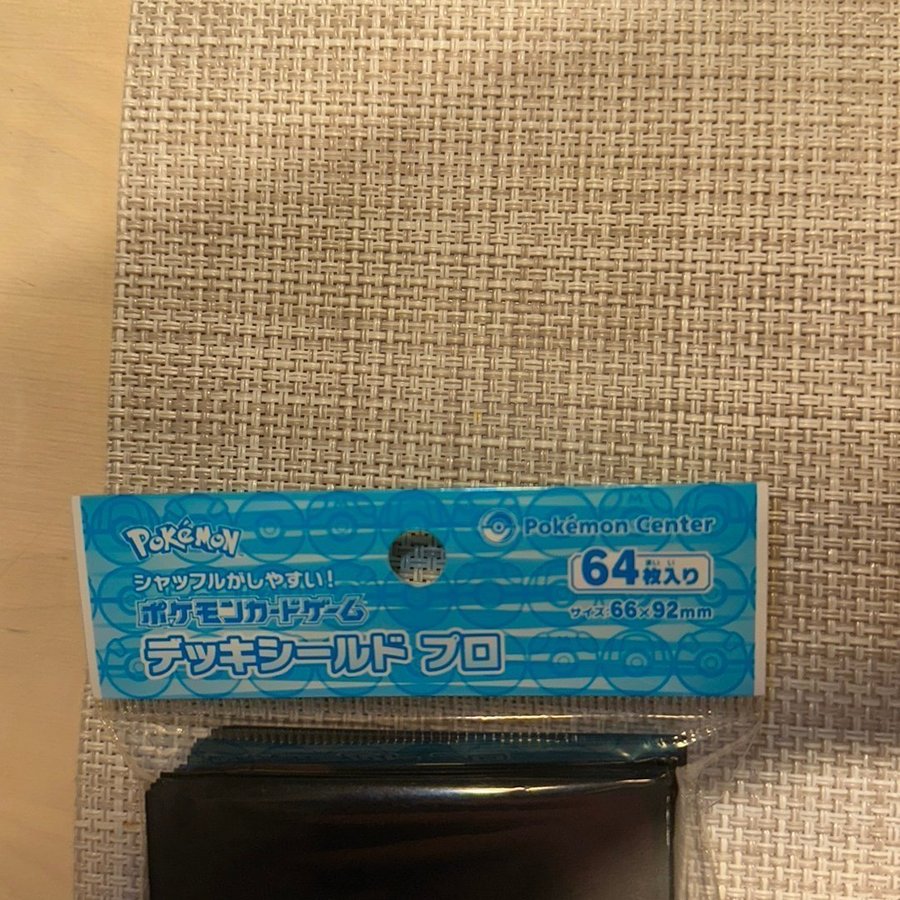 POKéMON
Pokémon Center
シャッフルがしやすい!
ポケモンカードゲーム
デッキシールド プロ
64枚入り
サイズ:66×92mm